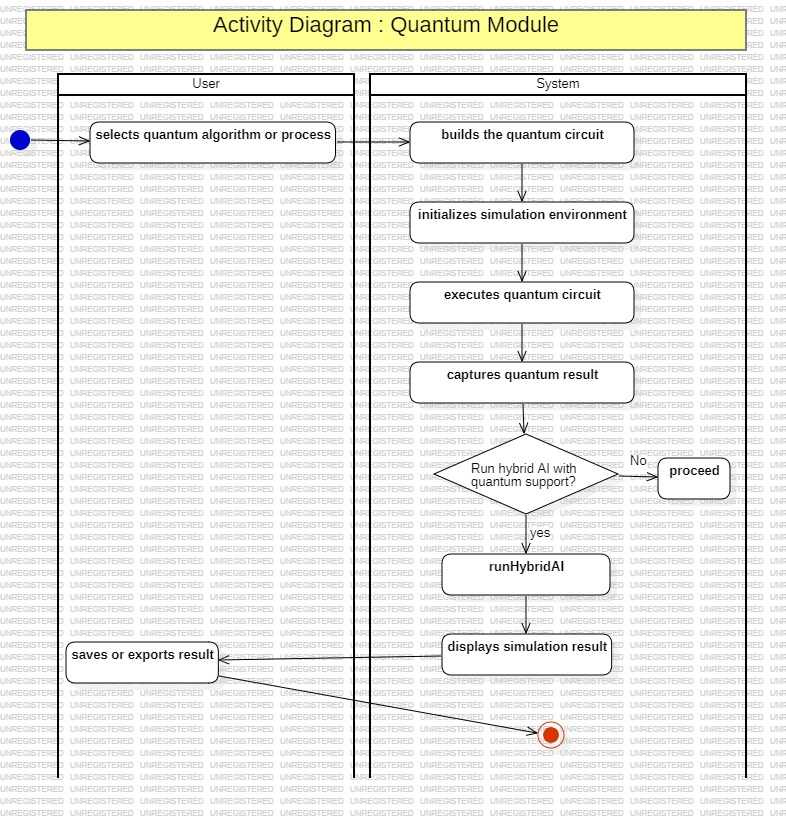 Activity Diagram : Quantum Module
User
System
selects quantum algorithm or process
builds the quantum circuit
initializes simulation environment
executes quantum circuit
captures quantum result
Run hybrid AI with
quantum support?
No
proceed
yes
runHybridAI
displays simulation result
saves or exports result
UNREGISTERED